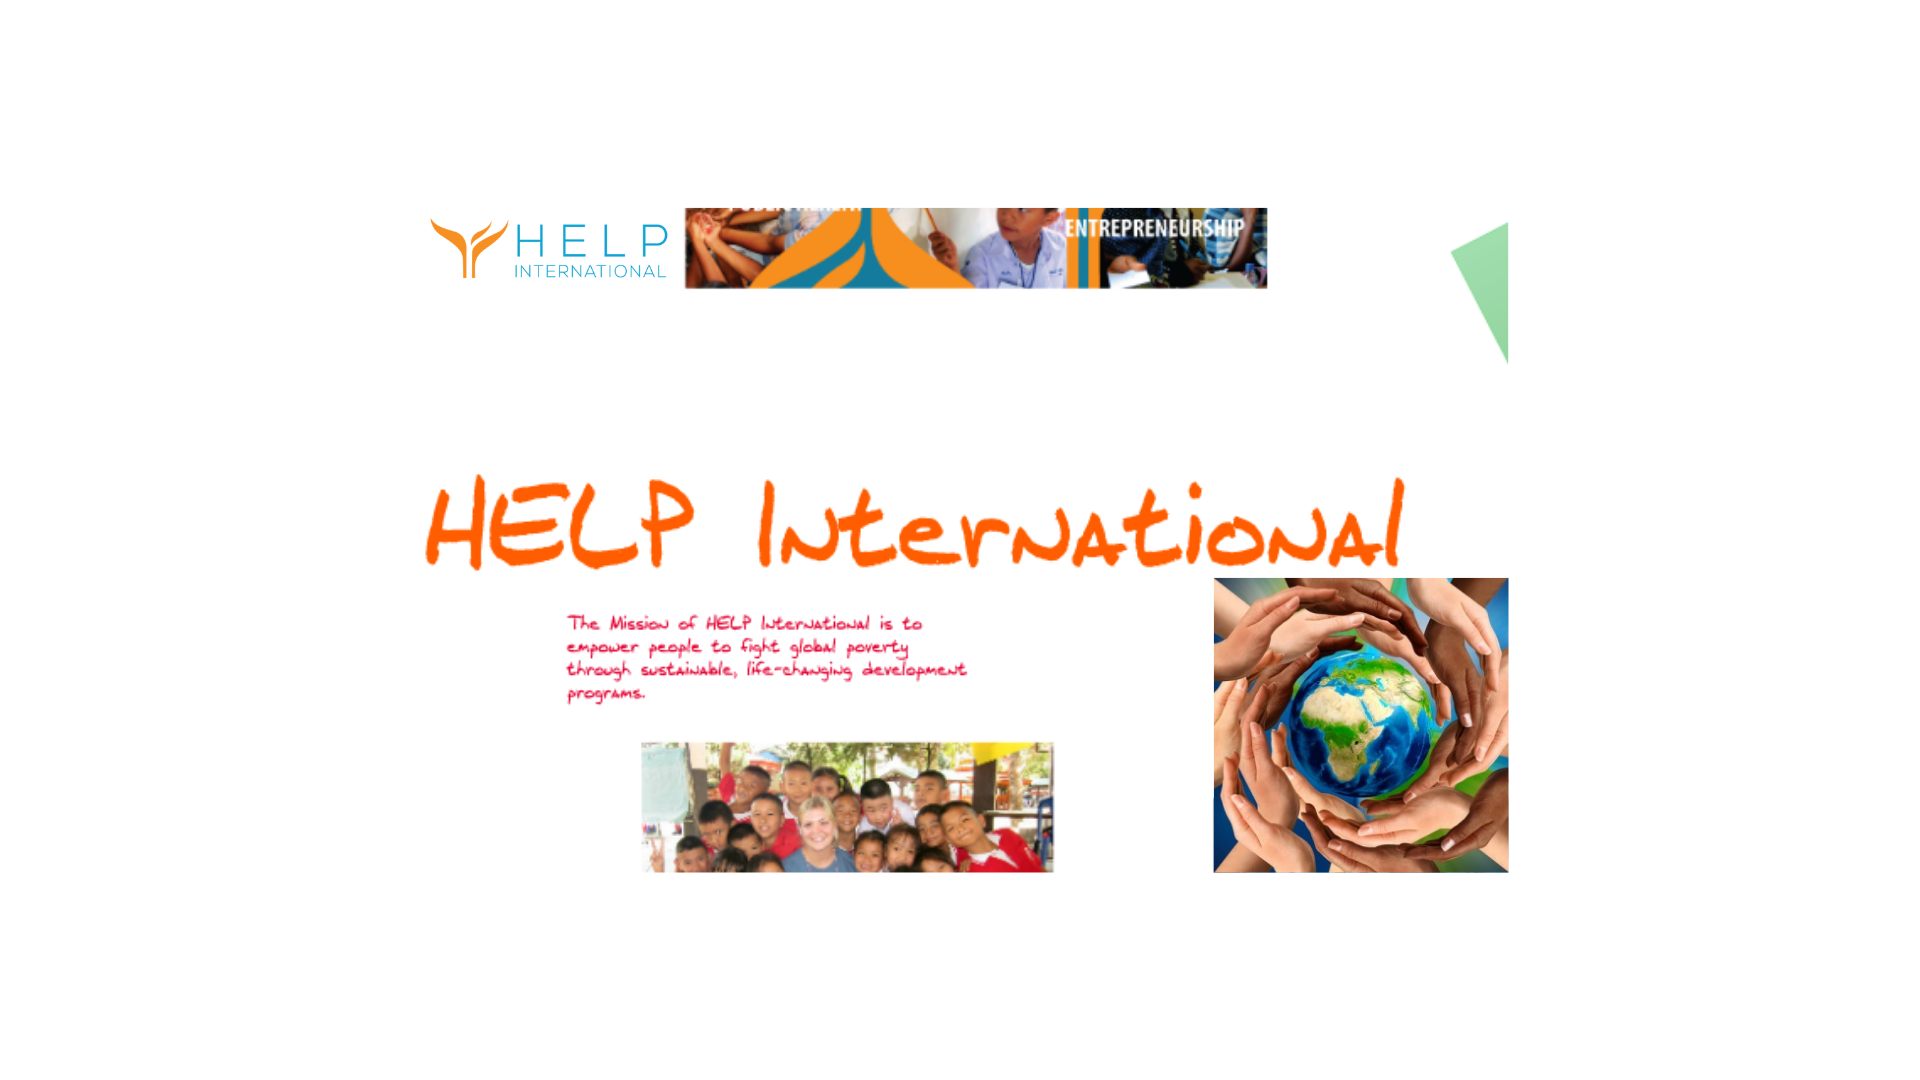 HELP
INTERNATIONAL
ENTREPRENEURSHIP
HELP International
The Mission of HELP International is to
empower people to fight global poverty
through sustainable, life-changing development
programs.